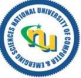 NATIONAL UNIVERSITY OF COMPUTER & EMERGING SCIENCES